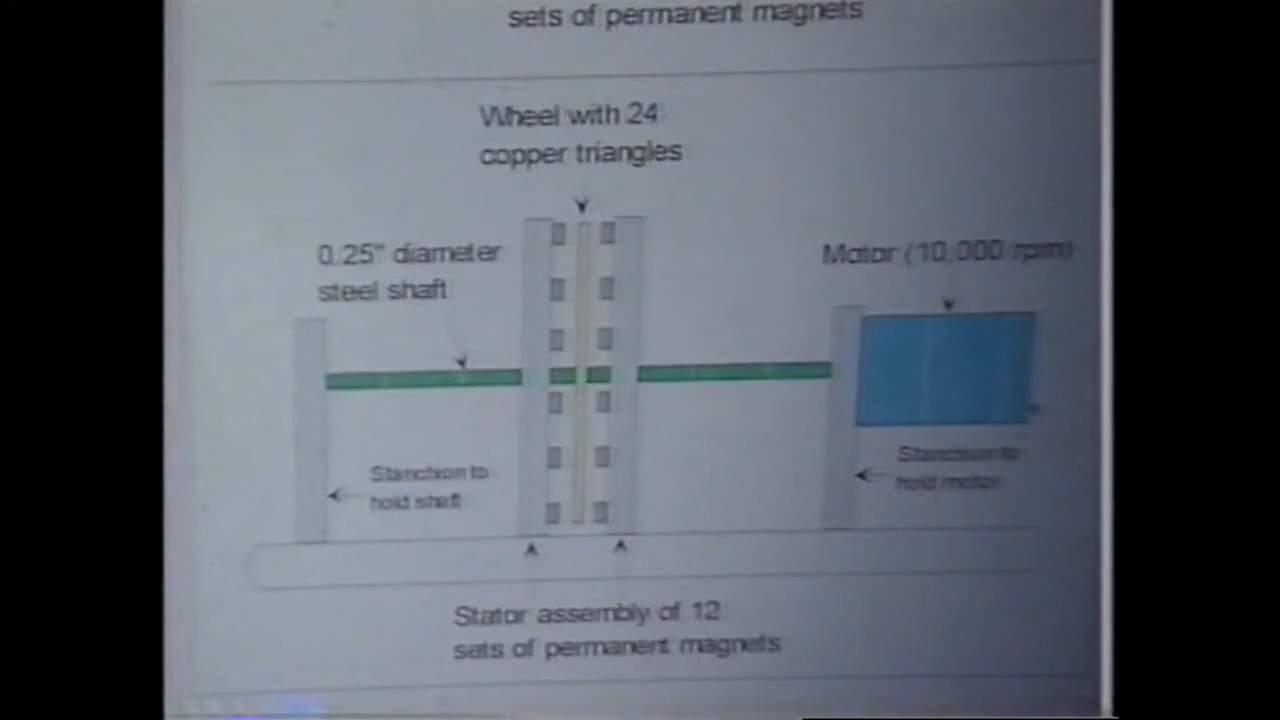 sets of permanent magnets
Wheel with 24
copper triangles
0.25" diameter
steel shaft
Motor (10,000 rpm)
Stanchion to
hold shaft
Stanchion to
hold motor
Stator assembly of 12
sets of permanent magnets